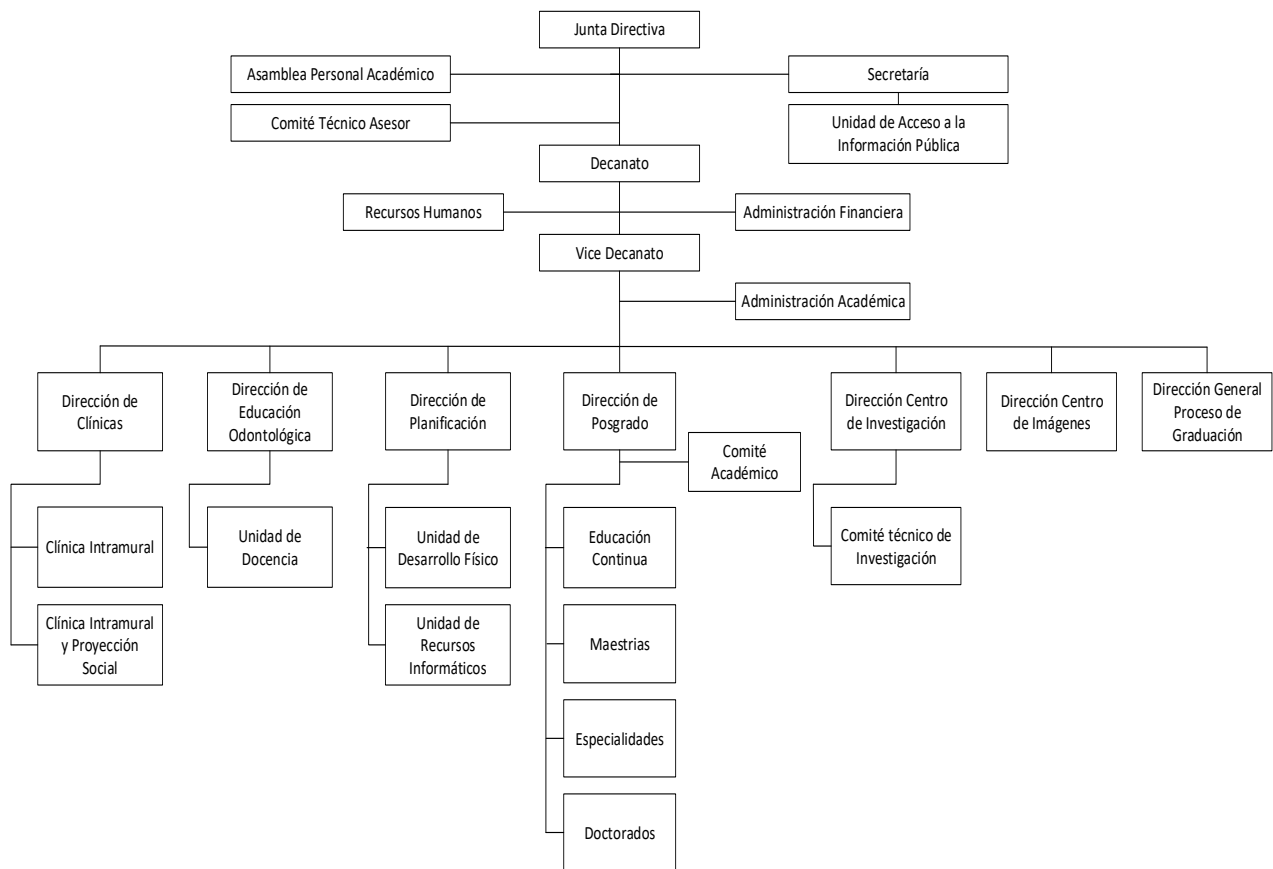 Junta Directiva
Asamblea Personal Académico
Secretaría
Comité Técnico Asesor
Unidad de Acceso a la
Información Pública
Decanato
Recursos Humanos
Administración Financiera
Vice Decanato
Administración Académica
Dirección de
Clínicas
Dirección de
Educación
Odontológica
Dirección de
Planificación
Dirección de
Posgrado
Dirección Centro
de Investigación
Dirección Centro
de Imágenes
Dirección General
Proceso de
Graduación
Comité
Académico
Clínica Intramural
Unidad de
Docencia
Unidad de
Desarrollo Físico
Educación
Continua
Comité técnico de
Investigación
Clínica Intramural
y Proyección
Social
Unidad de
Recursos
Informáticos
Maestrias
Especialidades
Doctorados